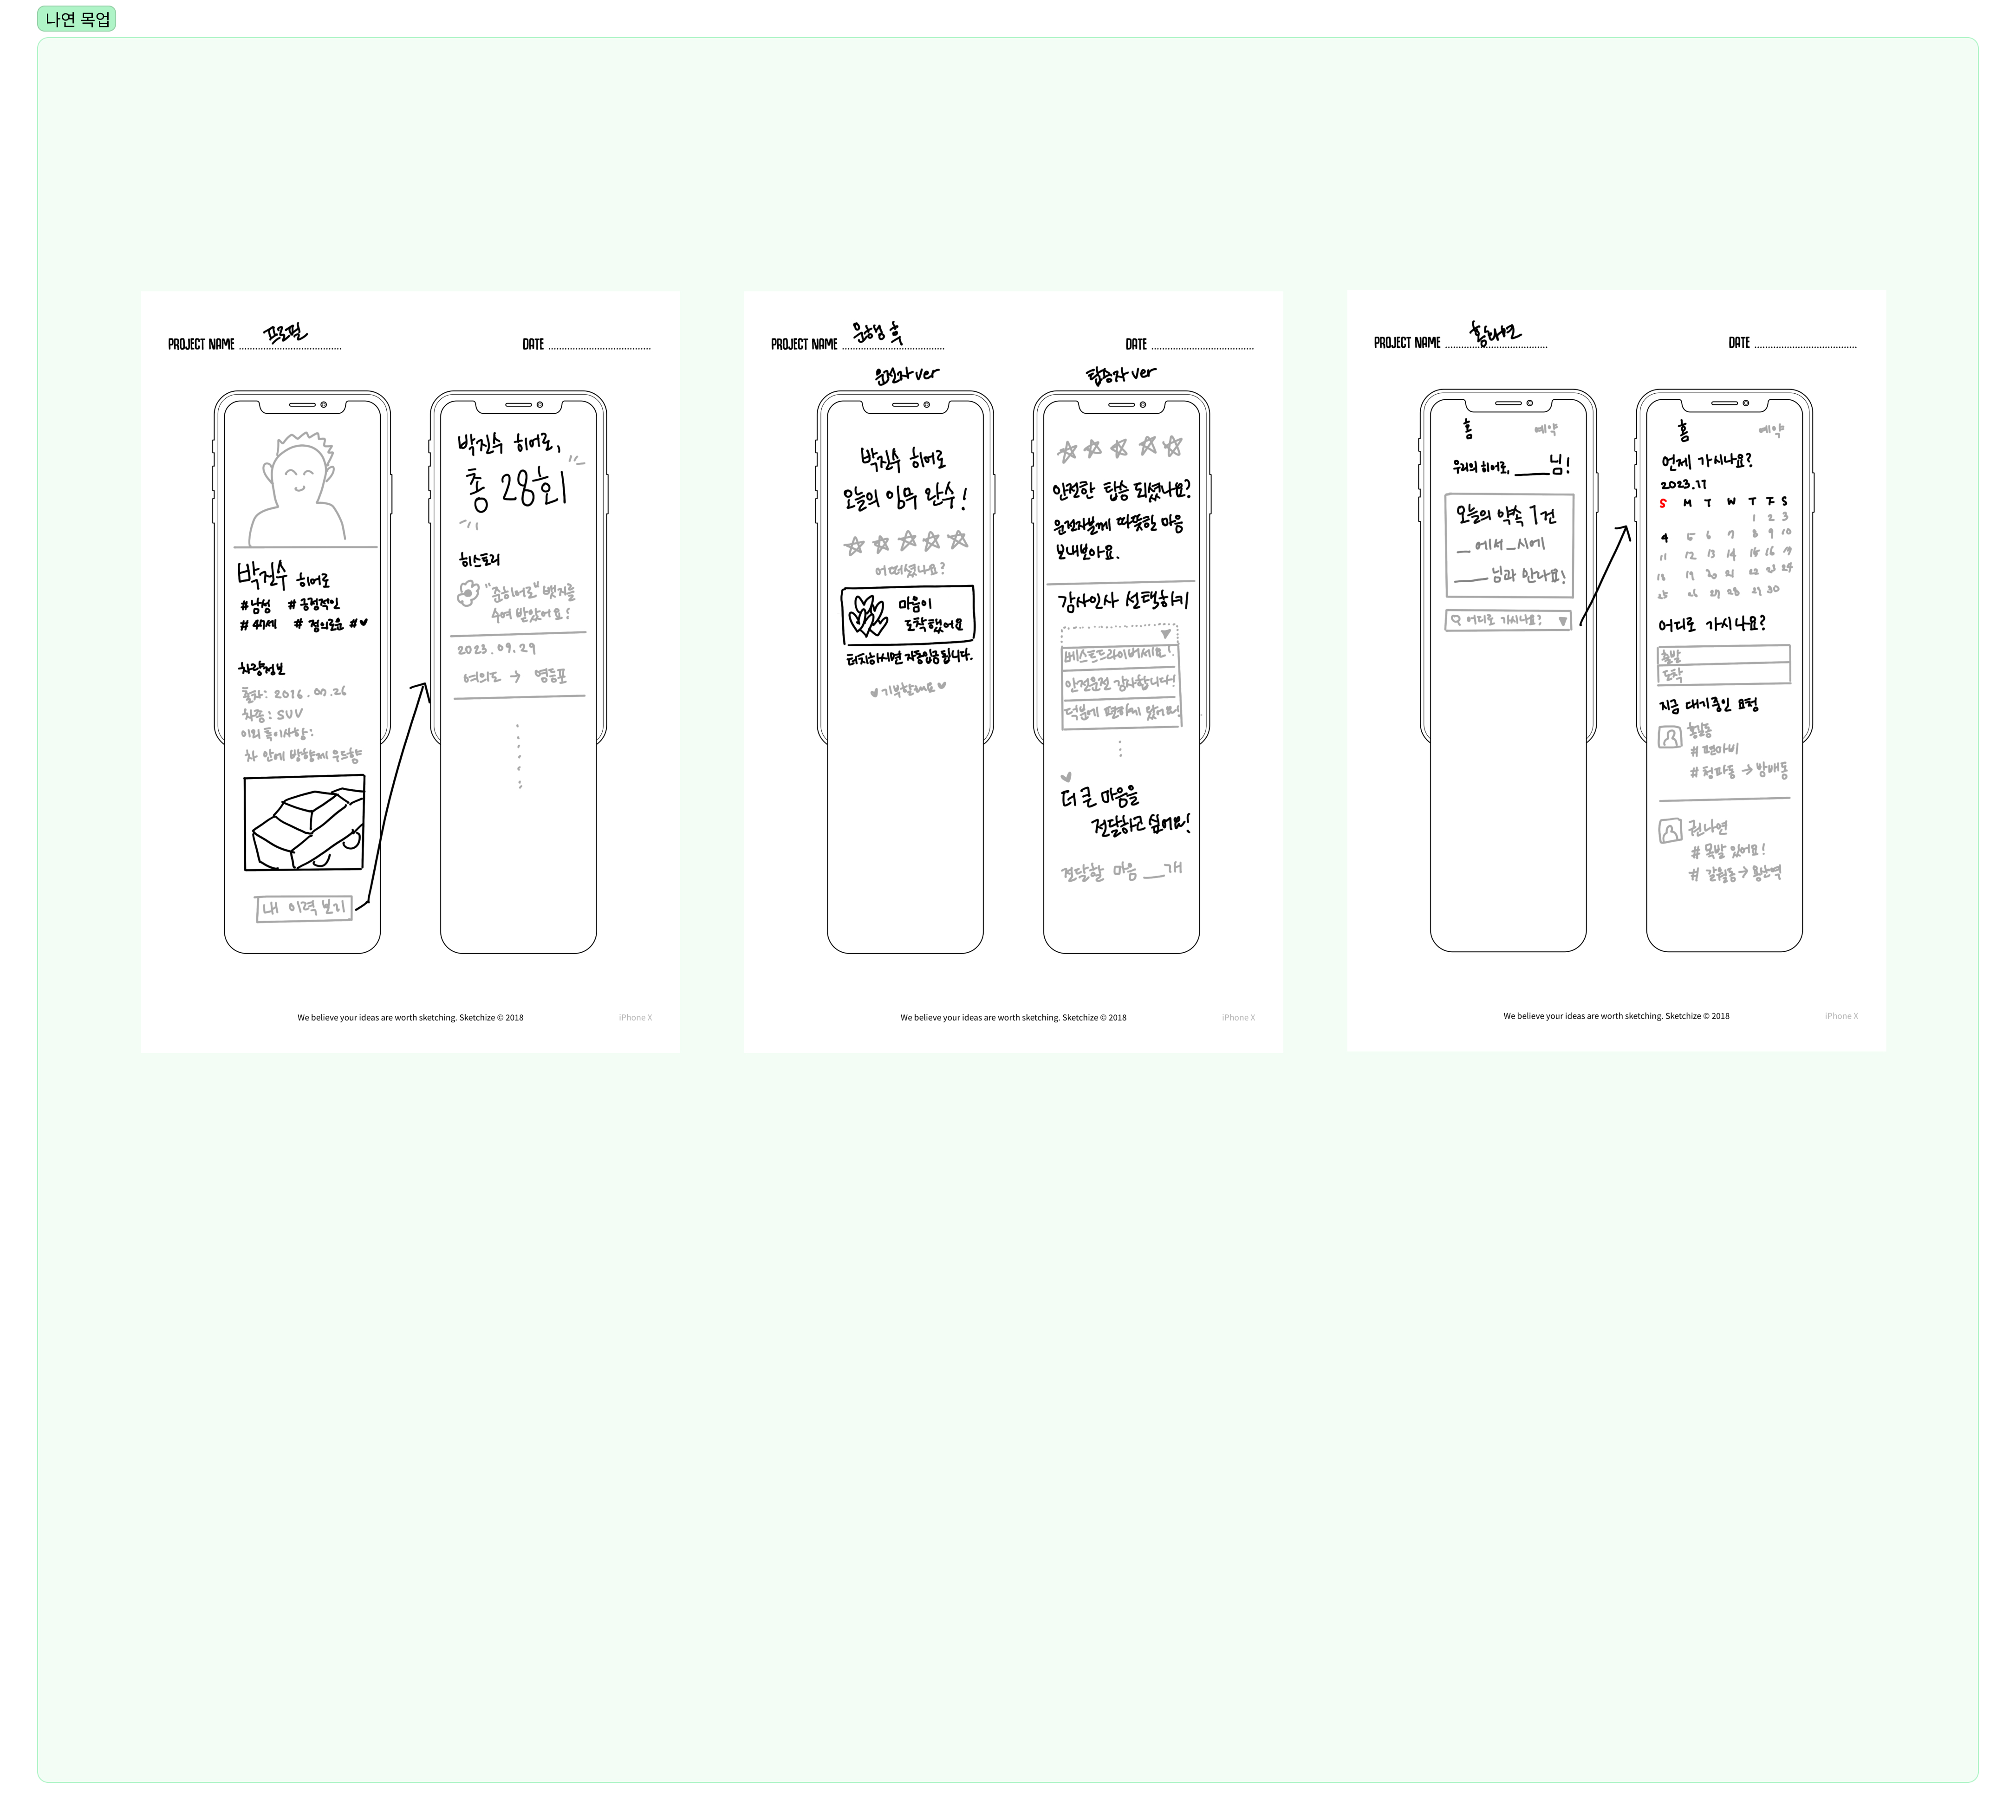 나연 목업
PROJECT NAME 프로필
DATE
박진수 히어로
#남성 #긍정적인
#47세 #정의로운 #♥
차량정보
출차: 2016.07.26
차종: SUV
이외 특이사항:
차 안에 방향제 우드향
내 이력 보기
박진수 히어로,
총 28회
히스토리
"준히어로" 뱃지를
수여 받았어요!
2023.09.29
여의도 → 영등포
We believe your ideas are worth sketching. Sketchize © 2018
iPhone X
PROJECT NAME 운행 후
DATE
운전자 ver
박진수 히어로
오늘의 임무 완수!
어떠셨나요?
마음이
도착했어요
터치하시면 자동입금됩니다.
♥기부할래요♥
탑승자 ver
안전한 탑승 되셨나요?
운전자분께 따뜻한 마음
보내보아요.
감사인사 선택하기
베스트드라이버세요!
안전운전 감사합니다!
덕분에 편하게 왔어요!
더 큰 마음을
전달하고 싶어요!
전달할 마음 __개
We believe your ideas are worth sketching. Sketchize © 2018
iPhone X
PROJECT NAME 홈화면
DATE
홈 예약
우리의 히어로, ____님!
오늘의 약속 1건
_에서_시에
___님과 만나요!
어디로 가시나요?
홈 예약
언제 가시나요?
2023.11
S M T W T F S
1 2 3
4 5 6 7 8 9 10
11 12 13 14 15 16 17
18 19 20 21 22 23 24
25 26 27 28 29 30
어디로 가시나요?
출발
도착
지금 대기중인 요청
홍길동
#편마비
#청파동→방배동
권나연
#목발 있어요!
#갈월동→용산역
We believe your ideas are worth sketching. Sketchize © 2018
iPhone X